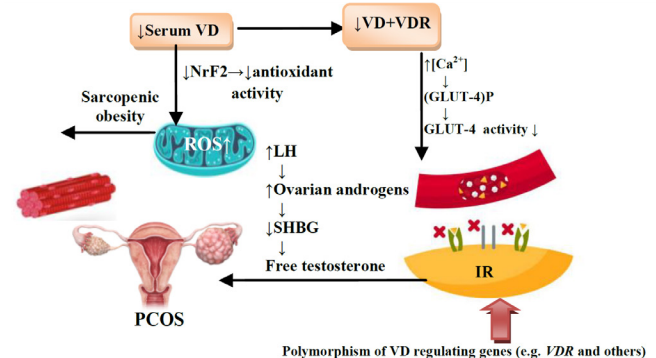 ↓Serum VD
↓VD+VDR
↓NrF2→↓antioxidant
activity
↑[Ca²⁺]
↓
(GLUT-4)P
↓
GLUT-4 activity ↓
Sarcopenic
obesity
ROS↑
↑LH
↓
↑Ovarian androgens
↓
↓SHBG
↓
Free testosterone
IR
PCOS
Polymorphism of VD regulating genes (e.g. VDR and others)